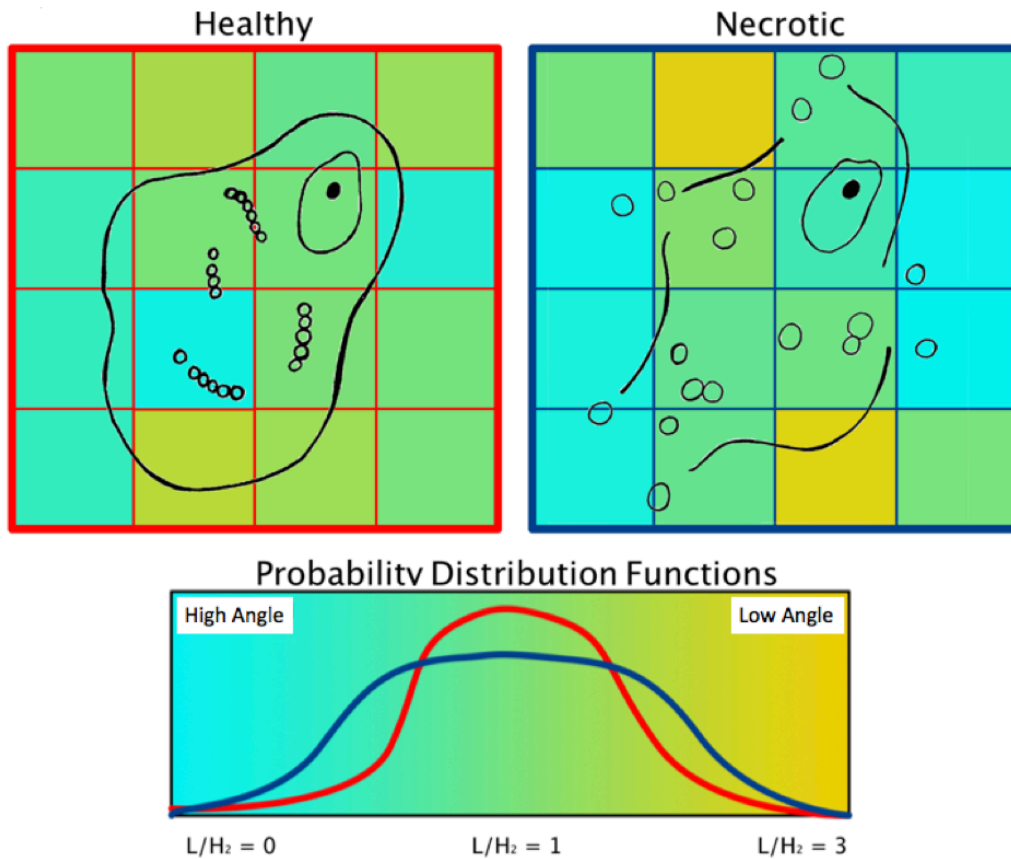 Healthy
Necrotic
Probability Distribution Functions
High Angle
Low Angle
L/H₂ = 0
L/H₂ = 1
L/H₂ = 3